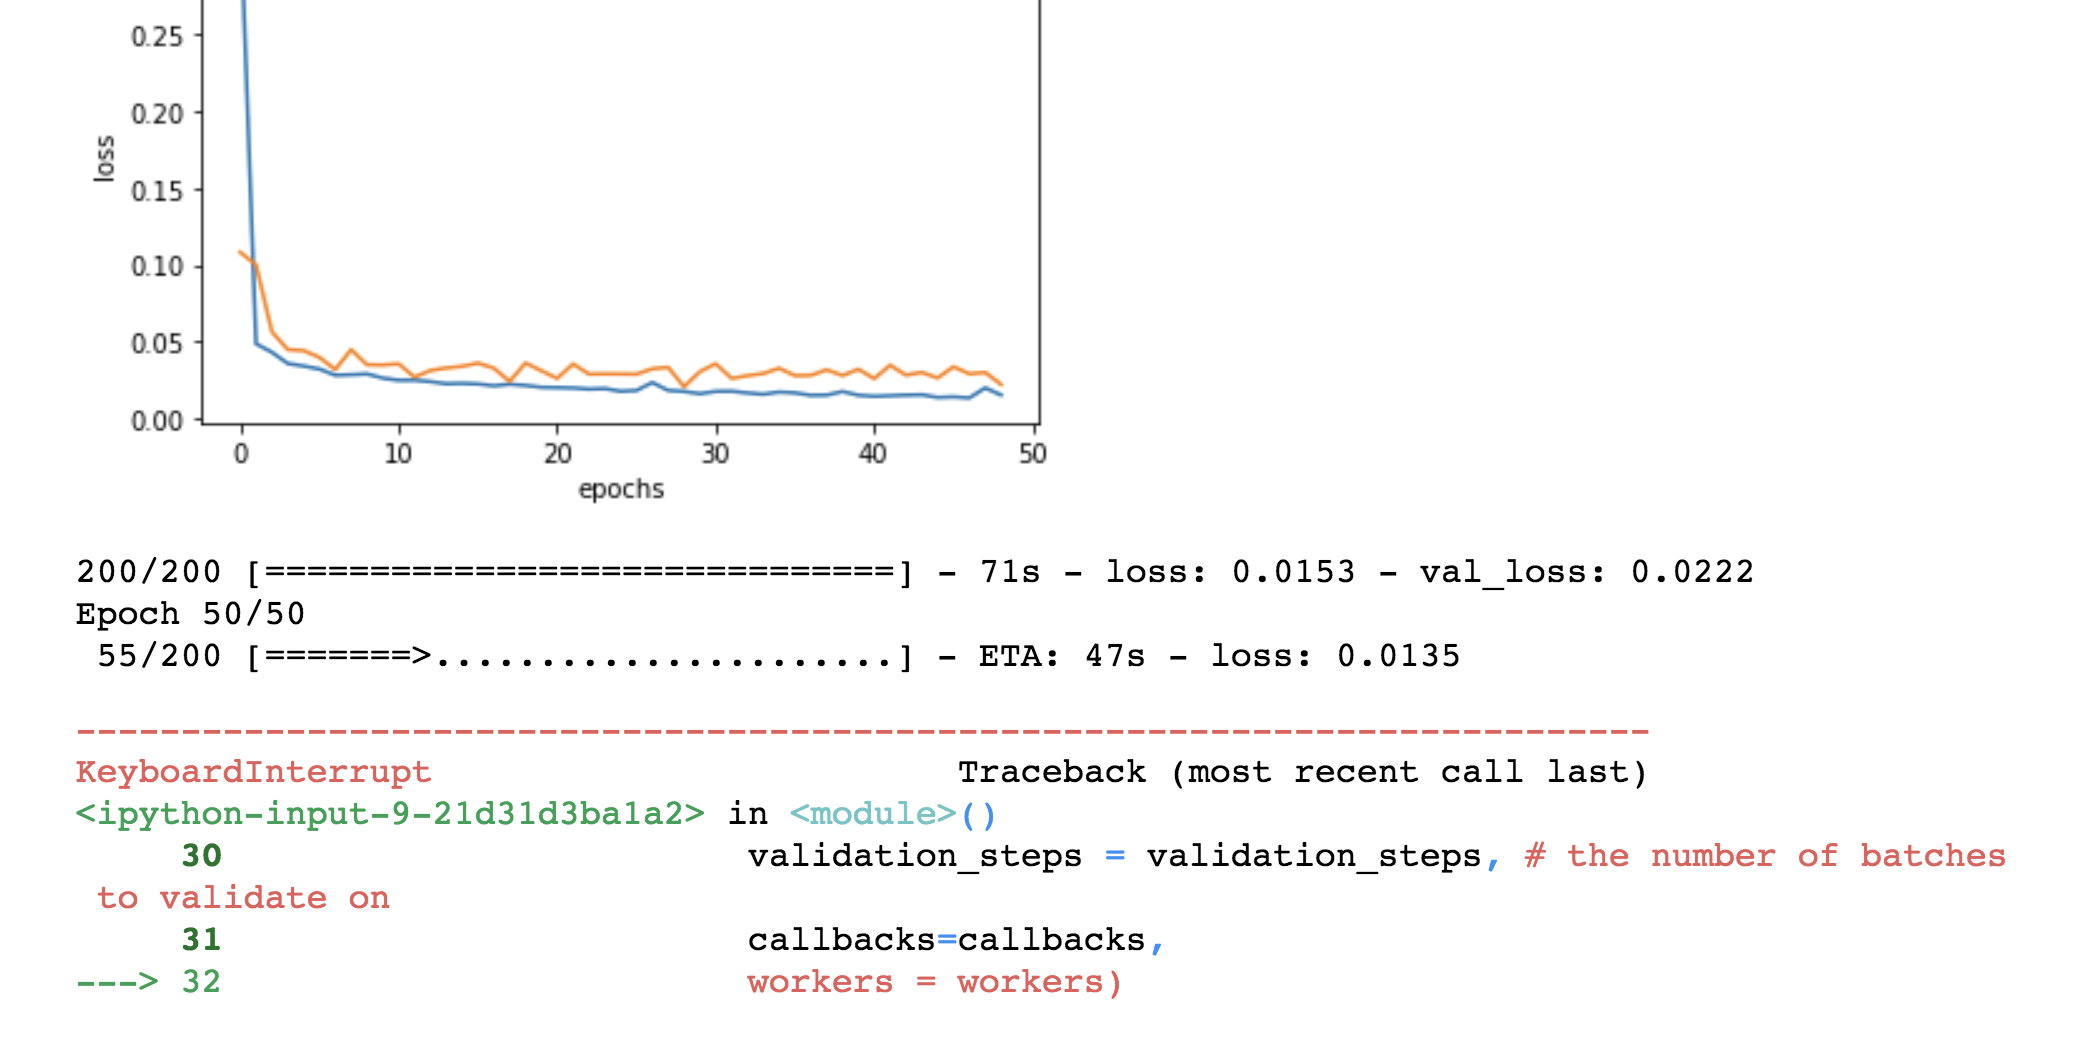 0.25
0.20
0.15
0.10
0.05
0.00
loss
0 10 20 30 40 50
epochs
200/200 [==============================] - 71s - loss: 0.0153 - val_loss: 0.0222
Epoch 50/50
 55/200 [=======>......................] - ETA: 47s - loss: 0.0135
---------------------------------------------------------------------------
KeyboardInterrupt                         Traceback (most recent call last)
<ipython-input-9-21d31d3ba1a2> in <module>()
     30                         validation_steps = validation_steps, # the number of batches
 to validate on
     31                         callbacks=callbacks,
---> 32                         workers = workers)